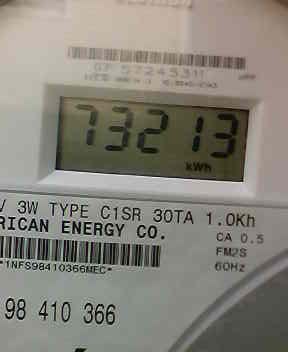 57245311
73213
kWh
V 3W TYPE C1SR 30TA 1.0Kh
RICAN ENERGY CO.
CA 0.5
*1NFS98410366MEC*
FM2S
60Hz
98 410 366